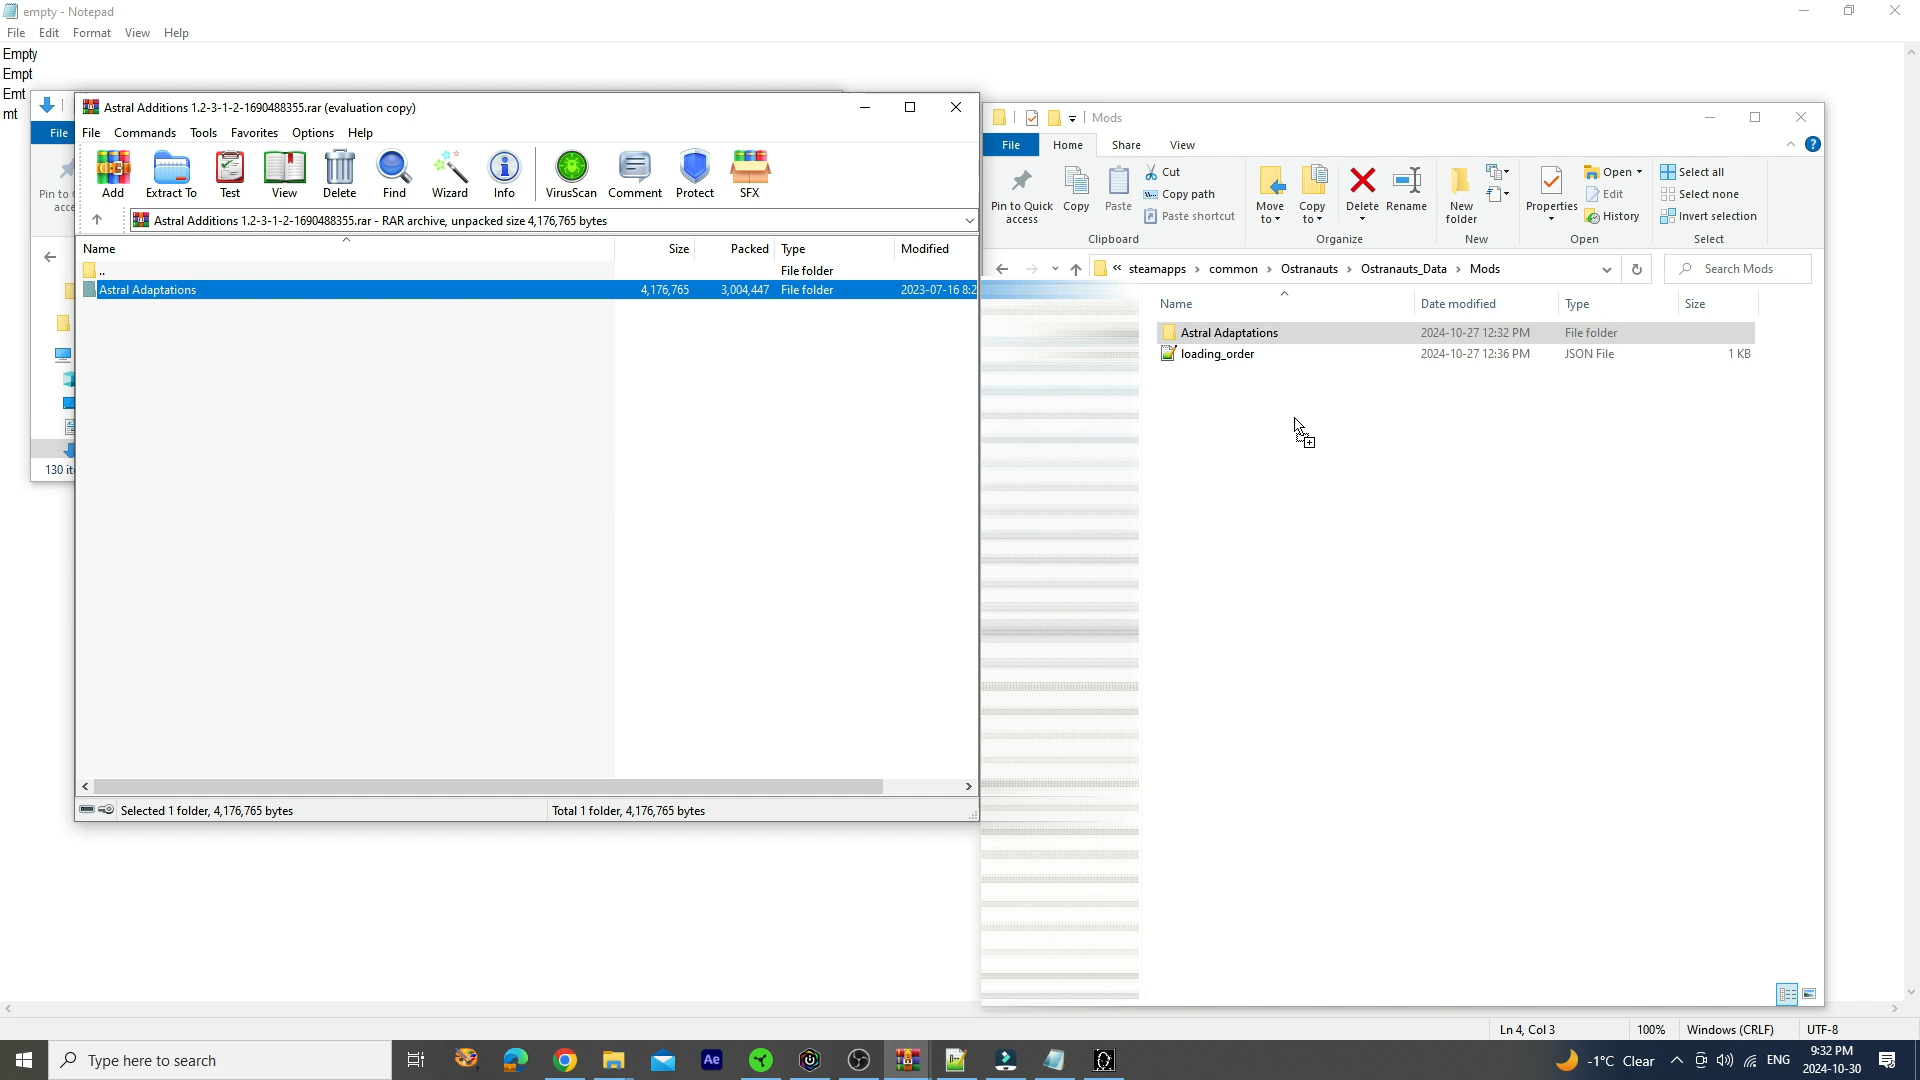 empty - Notepad
File Edit Format View Help
Empty
Empt
Emt
mt
File
Pin to
acce
130 it
Astral Additions 1.2-3-1-2-1690488355.rar (evaluation copy)
File Commands Tools Favorites Options Help
Add Extract To Test View Delete Find Wizard Info VirusScan Comment Protect SFX
Astral Additions 1.2-3-1-2-1690488355.rar - RAR archive, unpacked size 4,176,765 bytes
Name Size Packed Type Modified
.. File folder
Astral Adaptations 4,176,765 3,004,447 File folder 2023-07-16 8:2
Selected 1 folder, 4,176,765 bytes Total 1 folder, 4,176,765 bytes
Mods
File Home Share View
Pin to Quick access Copy Paste Cut Copy path Paste shortcut
Move to Copy to Delete Rename New folder Properties Open Edit History Select all Select none Invert selection
Clipboard Organize New Open Select
« steamapps › common › Ostranauts › Ostranauts_Data › Mods Search Mods
Name Date modified Type Size
Astral Adaptations 2024-10-27 12:32 PM File folder
loading_order 2024-10-27 12:36 PM JSON File 1 KB
Ln 4, Col 3 100% Windows (CRLF) UTF-8
Type here to search Ae -1°C Clear ENG 9:32 PM
2024-10-30